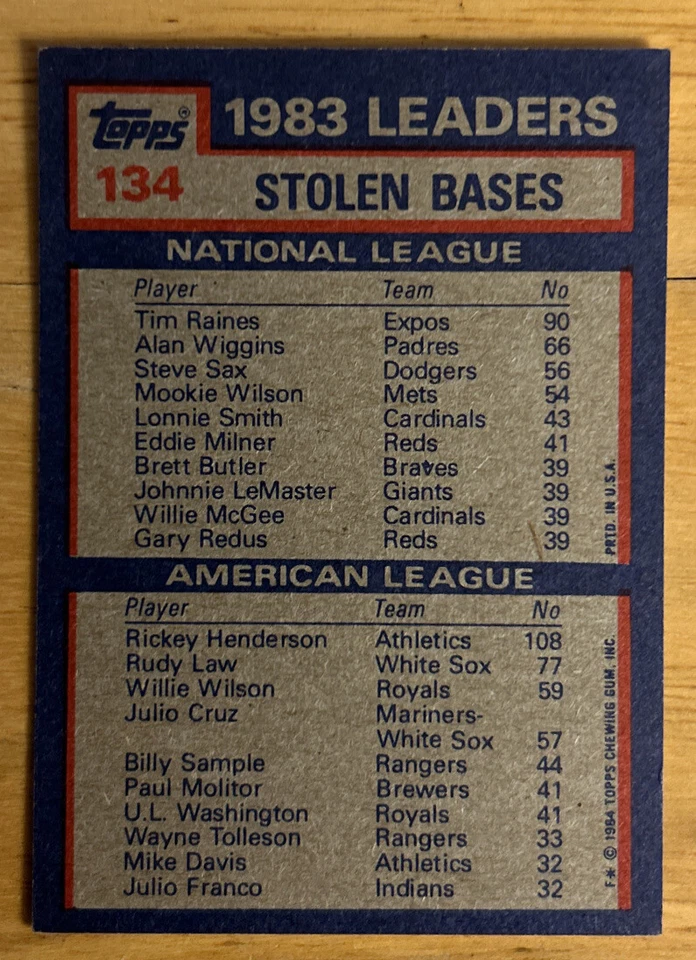 Topps®
134
1983 LEADERS
STOLEN BASES
NATIONAL LEAGUE
Player Team No
Tim Raines Expos 90
Alan Wiggins Padres 66
Steve Sax Dodgers 56
Mookie Wilson Mets 54
Lonnie Smith Cardinals 43
Eddie Milner Reds 41
Brett Butler Braves 39
Johnnie LeMaster Giants 39
Willie McGee Cardinals 39
Gary Redus Reds 39
AMERICAN LEAGUE
Player Team No
Rickey Henderson Athletics 108
Rudy Law White Sox 77
Willie Wilson Royals 59
Julio Cruz Mariners-
White Sox 57
Billy Sample Rangers 44
Paul Molitor Brewers 41
U.L. Washington Royals 41
Wayne Tolleson Rangers 33
Mike Davis Athletics 32
Julio Franco Indians 32
F* © 1984 TOPPS CHEWING GUM, INC.
PRTD. IN U.S.A.